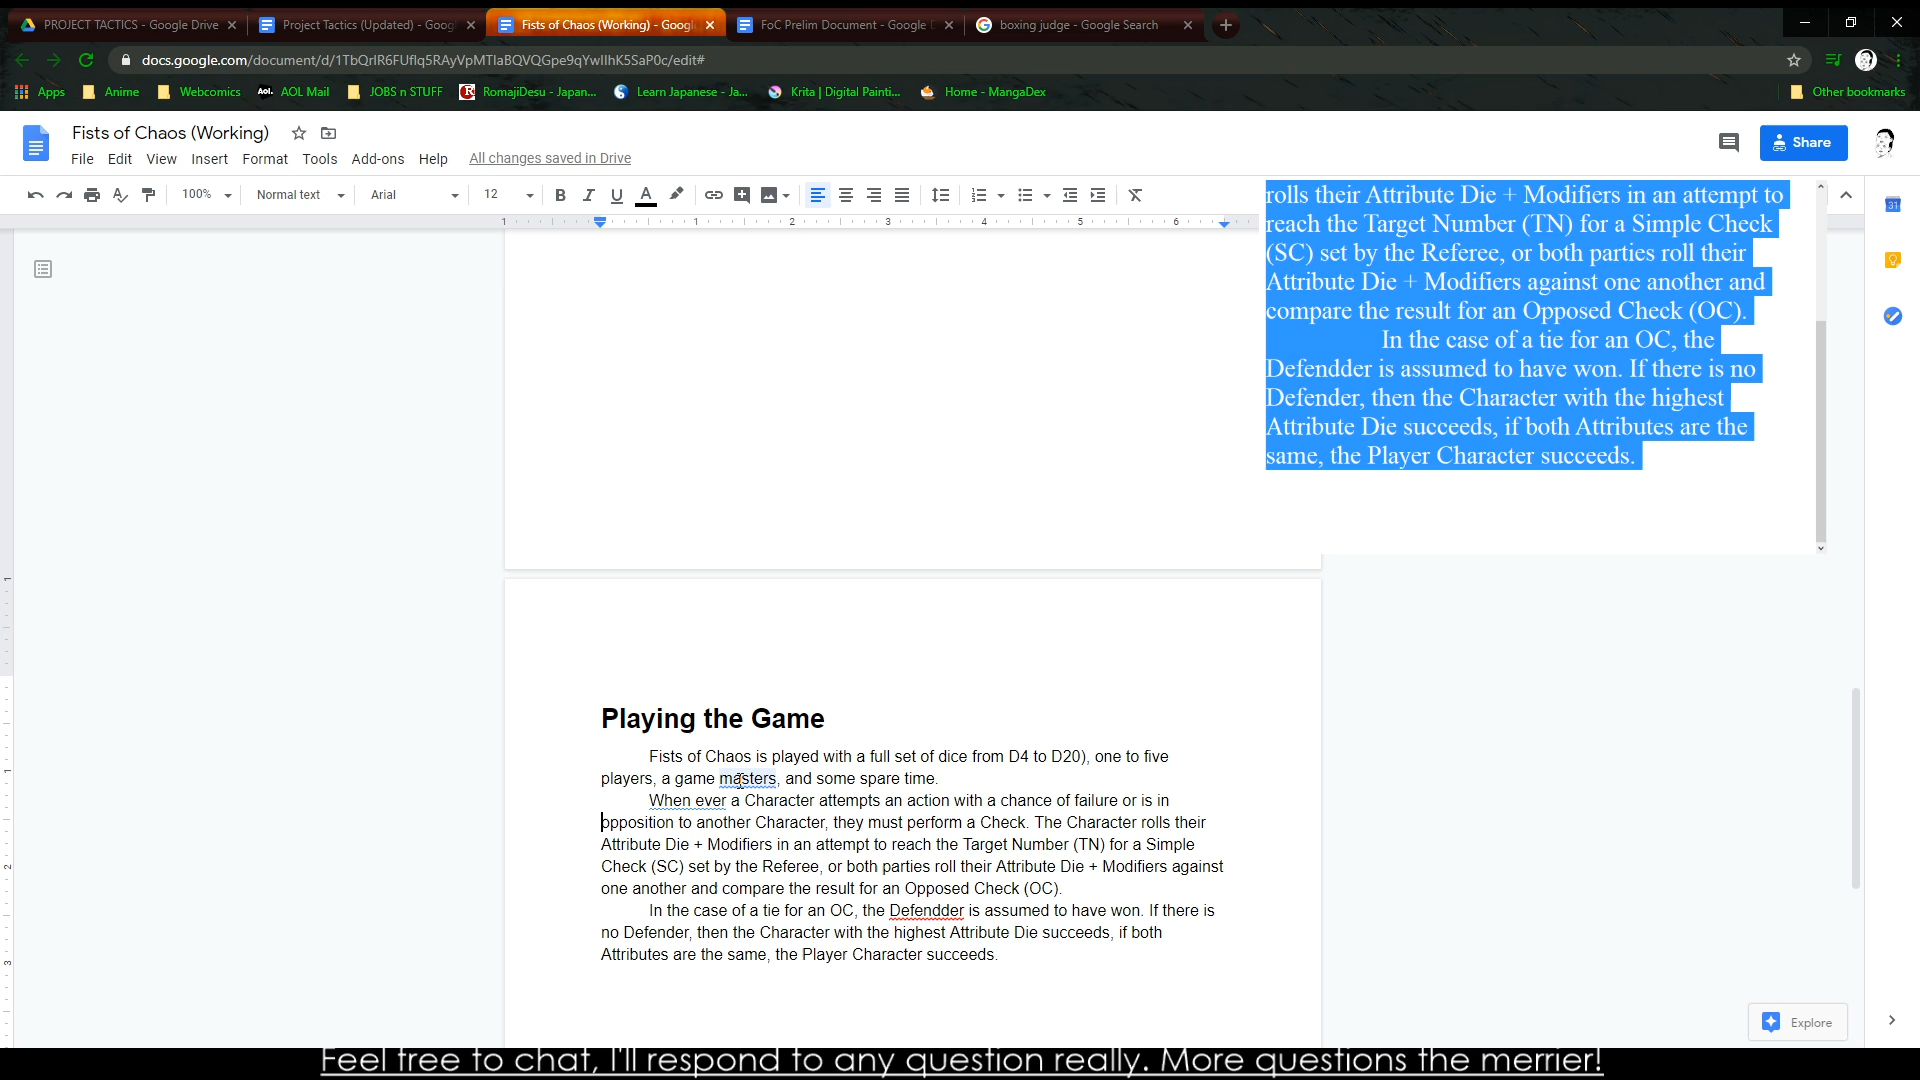 PROJECT TACTICS - Google Drive
Project Tactics (Updated) - Goog
Fists of Chaos (Working) - Google
FoC Prelim Document - Google D
boxing judge - Google Search
docs.google.com/document/d/1TbQrIR6FUfIq5RAyVpMTIaBQVQGpe9qYwIlhK5SaP0c/edit#
Apps
Anime
Webcomics
Aol. AOL Mail
JOBS n STUFF
RomajiDesu - Japan...
Learn Japanese - Ja...
Krita | Digital Painti...
Home - MangaDex
Other bookmarks
Fists of Chaos (Working)
File Edit View Insert Format Tools Add-ons Help
All changes saved in Drive
Share
100% Normal text Arial 12
1 1 2 3 4 5 6
31
rolls their Attribute Die + Modifiers in an attempt to
reach the Target Number (TN) for a Simple Check
(SC) set by the Referee, or both parties roll their
Attribute Die + Modifiers against one another and
compare the result for an Opposed Check (OC).
In the case of a tie for an OC, the
Defendder is assumed to have won. If there is no
Defender, then the Character with the highest
Attribute Die succeeds, if both Attributes are the
same, the Player Character succeeds.
Playing the Game
Fists of Chaos is played with a full set of dice from D4 to D20), one to five
players, a game masters, and some spare time.
When ever a Character attempts an action with a chance of failure or is in
opposition to another Character, they must perform a Check. The Character rolls their
Attribute Die + Modifiers in an attempt to reach the Target Number (TN) for a Simple
Check (SC) set by the Referee, or both parties roll their Attribute Die + Modifiers against
one another and compare the result for an Opposed Check (OC).
In the case of a tie for an OC, the Defendder is assumed to have won. If there is
no Defender, then the Character with the highest Attribute Die succeeds, if both
Attributes are the same, the Player Character succeeds.
1
1
2
3
Explore
Feel free to chat, I'll respond to any question really. More questions the merrier!